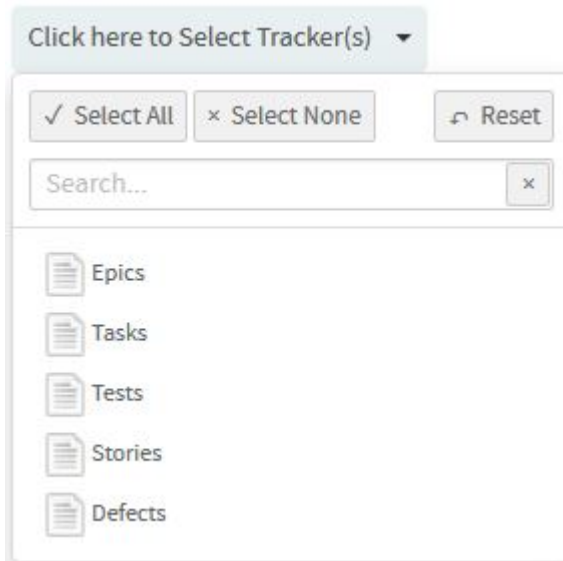 Click here to Select Tracker(s)
✓ Select All × Select None ↶ Reset
Search... ×
Epics
Tasks
Tests
Stories
Defects